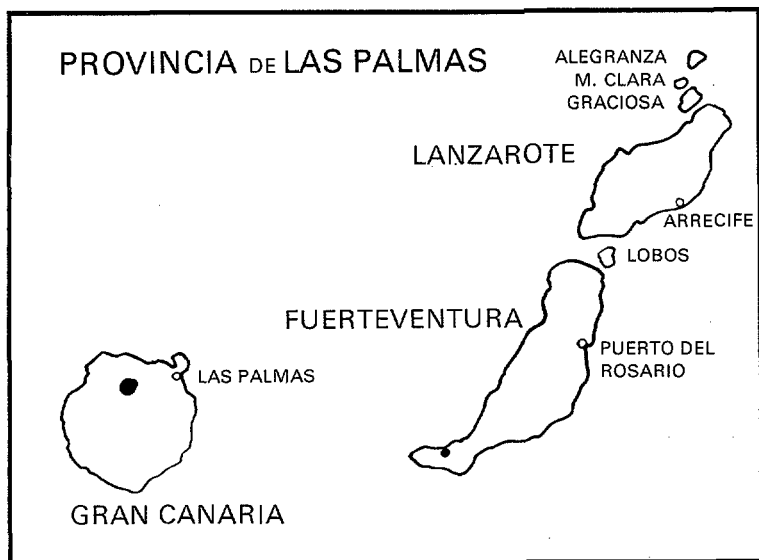 PROVINCIA DE LAS PALMAS
ALEGRANZA
M. CLARA
GRACIOSA
LANZAROTE
ARRECIFE
LOBOS
FUERTEVENTURA
PUERTO DEL
ROSARIO
LAS PALMAS
GRAN CANARIA